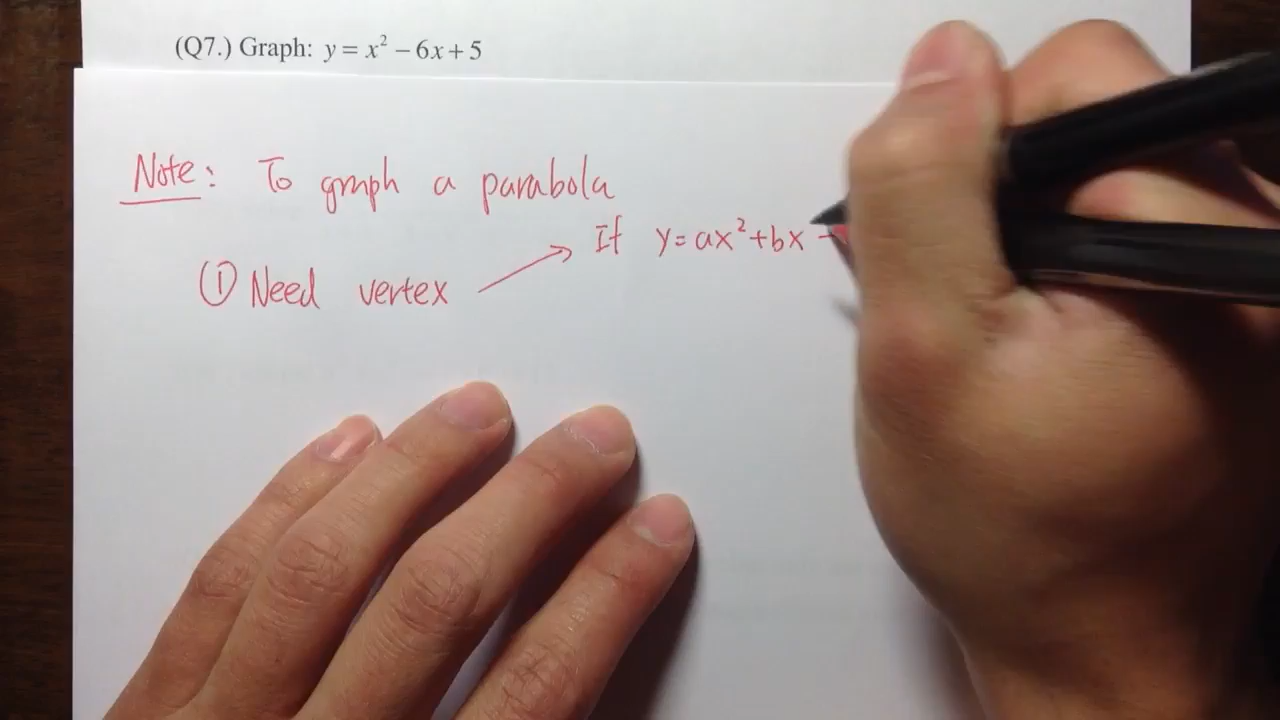 (Q7.) Graph: y = x² − 6x + 5
Note: To graph a parabola
If y = ax² + bx −
① Need vertex